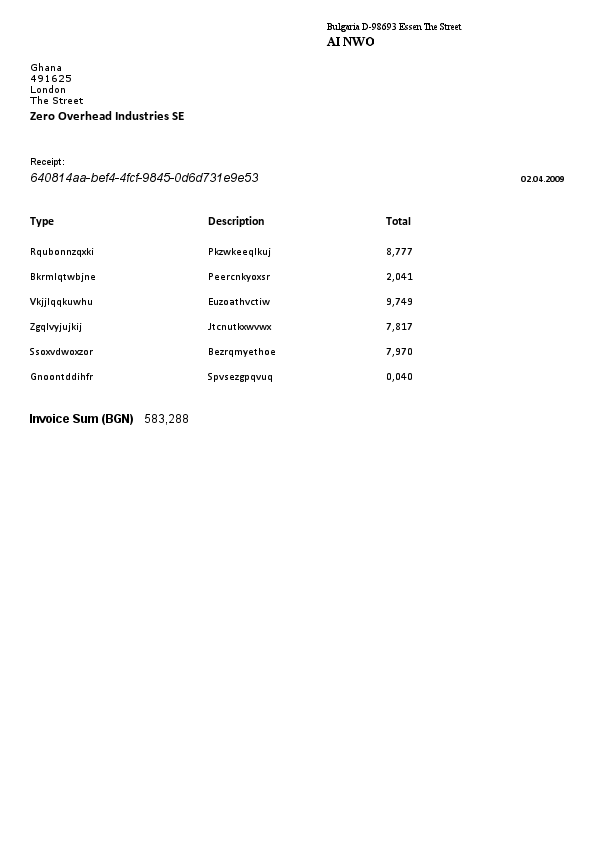 Bulgaria D-98693 Essen The Street
AI NWO
Ghana
491625
London
The Street
Zero Overhead Industries SE
Receipt:
640814aa-bef4-4fcf-9845-0d6d731e9e53 02.04.2009
Type Description Total
Rqubonnzqxki Pkzwkeeqlkuj 8,777
Bkrmlqtwbjne Peercnkyoxsr 2,041
Vkjjlqqkuwhu Euzoathvctiw 9,749
Zgqlvyjujkij Jtcnutkxwvwx 7,817
Ssoxvdwoxzor Bezrqmyethoe 7,970
Gnoontddihfr Spvsezgpqvuq 0,040
Invoice Sum (BGN) 583,288